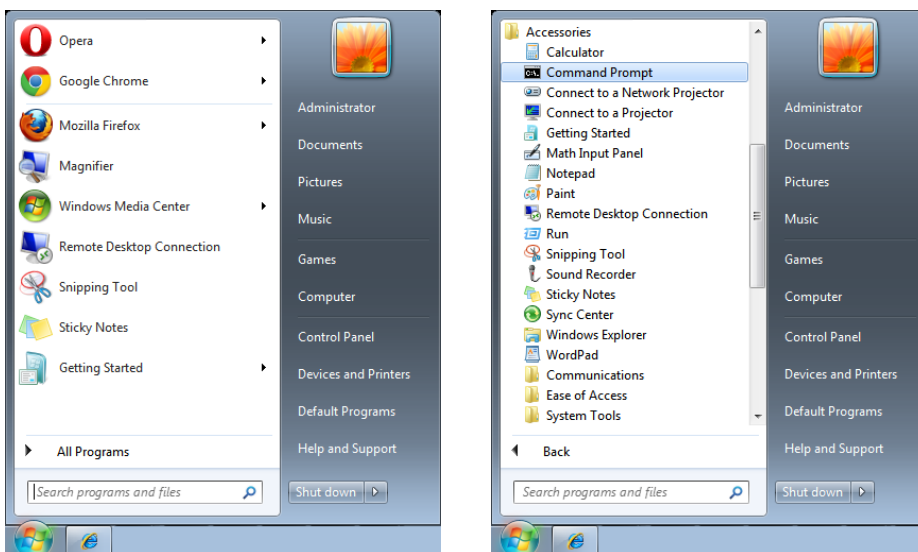 Opera
Google Chrome
Mozilla Firefox
Magnifier
Windows Media Center
Remote Desktop Connection
Snipping Tool
Sticky Notes
Getting Started
All Programs
Search programs and files
Administrator
Documents
Pictures
Music
Games
Computer
Control Panel
Devices and Printers
Default Programs
Help and Support
Shut down
Accessories
Calculator
Command Prompt
Connect to a Network Projector
Connect to a Projector
Getting Started
Math Input Panel
Notepad
Paint
Remote Desktop Connection
Run
Snipping Tool
Sound Recorder
Sticky Notes
Sync Center
Windows Explorer
WordPad
Communications
Ease of Access
System Tools
Back
Search programs and files
Administrator
Documents
Pictures
Music
Games
Computer
Control Panel
Devices and Printers
Default Programs
Help and Support
Shut down